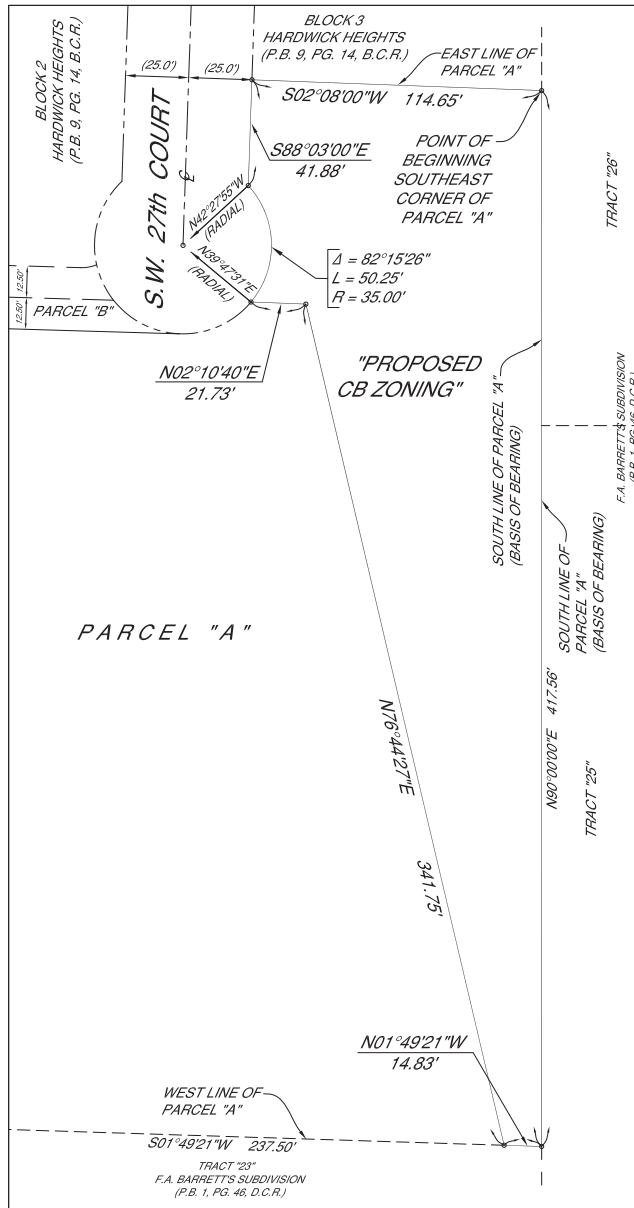 BLOCK 2
HARDWICK HEIGHTS
(P.B. 9, PG. 14, B.C.R.)
BLOCK 3
HARDWICK HEIGHTS
(P.B. 9, PG. 14, B.C.R.)
EAST LINE OF
PARCEL "A"
(25.0')
(25.0')
S02°08'00"W 114.65'
POINT OF
BEGINNING
SOUTHEAST
CORNER OF
PARCEL "A"
TRACT "26"
S88°03'00"E
41.88'
S.W. 27th COURT
N42°27'55"W
(RADIAL)
N39°47'31"E
(RADIAL)
Δ = 82°15'26"
L = 50.25'
R = 35.00'
12.50'
12.50'
PARCEL "B"
N02°10'40"E
21.73'
"PROPOSED
CB ZONING"
SOUTH LINE OF PARCEL "A"
(BASIS OF BEARING)
F.A. BARRETT'S SUBDIVISION
(P.B. 1, PG. 46, D.C.R.)
SOUTH LINE OF
PARCEL "A"
(BASIS OF BEARING)
PARCEL "A"
N76°44'27"E 341.75'
N90°00'00"E 417.56'
TRACT "25"
N01°49'21"W
14.83'
WEST LINE OF
PARCEL "A"
S01°49'21"W 237.50'
TRACT "23"
F.A. BARRETT'S SUBDIVISION
(P.B. 1, PG. 46, D.C.R.)